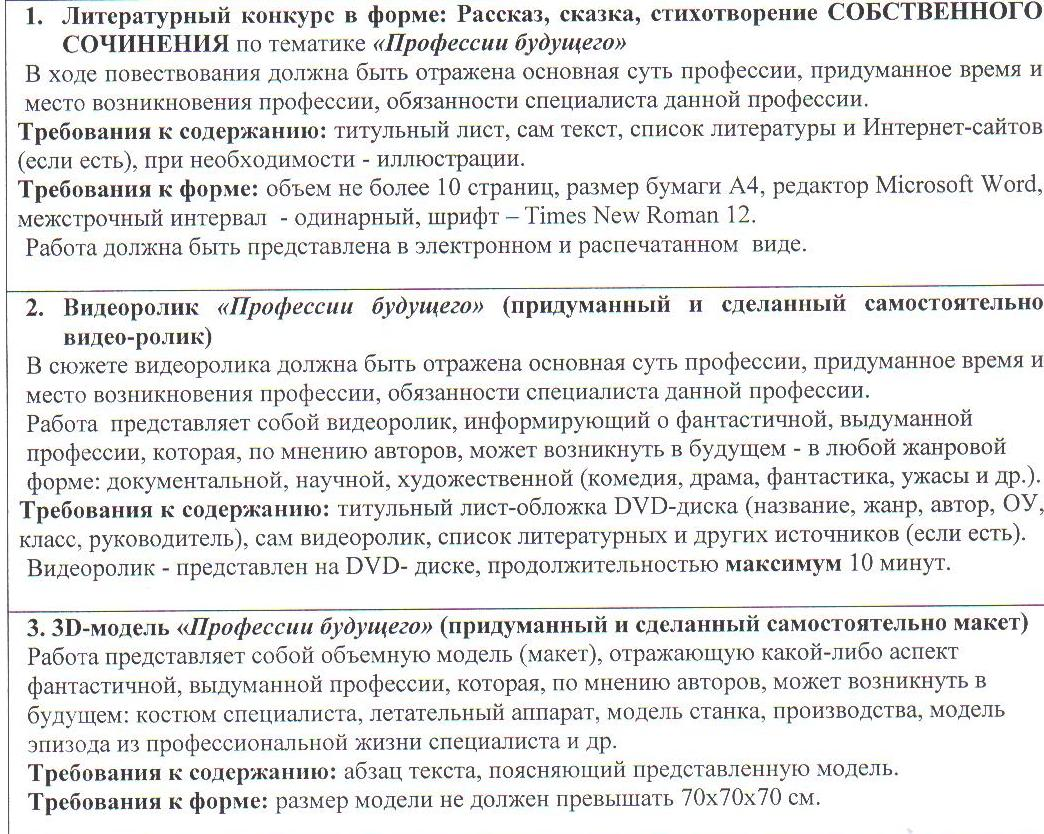 1. Литературный конкурс в форме: Рассказ, сказка, стихотворение СОБСТВЕННОГО
СОЧИНЕНИЯ по тематике «Профессии будущего»
В ходе повествования должна быть отражена основная суть профессии, придуманное время и
место возникновения профессии, обязанности специалиста данной профессии.
Требования к содержанию: титульный лист, сам текст, список литературы и Интернет-сайтов
(если есть), при необходимости - иллюстрации.
Требования к форме: объем не более 10 страниц, размер бумаги А4, редактор Microsoft Word,
межстрочный интервал - одинарный, шрифт – Times New Roman 12.
Работа должна быть представлена в электронном и распечатанном виде.
2. Видеоролик «Профессии будущего» (придуманный и сделанный самостоятельно
видео-ролик)
В сюжете видеоролика должна быть отражена основная суть профессии, придуманное время и
место возникновения профессии, обязанности специалиста данной профессии.
Работа представляет собой видеоролик, информирующий о фантастичной, выдуманной
профессии, которая, по мнению авторов, может возникнуть в будущем - в любой жанровой
форме: документальной, научной, художественной (комедия, драма, фантастика, ужасы и др.).
Требования к содержанию: титульный лист-обложка DVD-диска (название, жанр, автор, ОУ,
класс, руководитель), сам видеоролик, список литературных и других источников (если есть).
Видеоролик - представлен на DVD- диске, продолжительностью максимум 10 минут.
3. 3D-модель «Профессии будущего» (придуманный и сделанный самостоятельно макет)
Работа представляет собой объемную модель (макет), отражающую какой-либо аспект
фантастичной, выдуманной профессии, которая, по мнению авторов, может возникнуть в
будущем: костюм специалиста, летательный аппарат, модель станка, производства, модель
эпизода из профессиональной жизни специалиста и др.
Требования к содержанию: абзац текста, поясняющий представленную модель.
Требования к форме: размер модели не должен превышать 70х70х70 см.